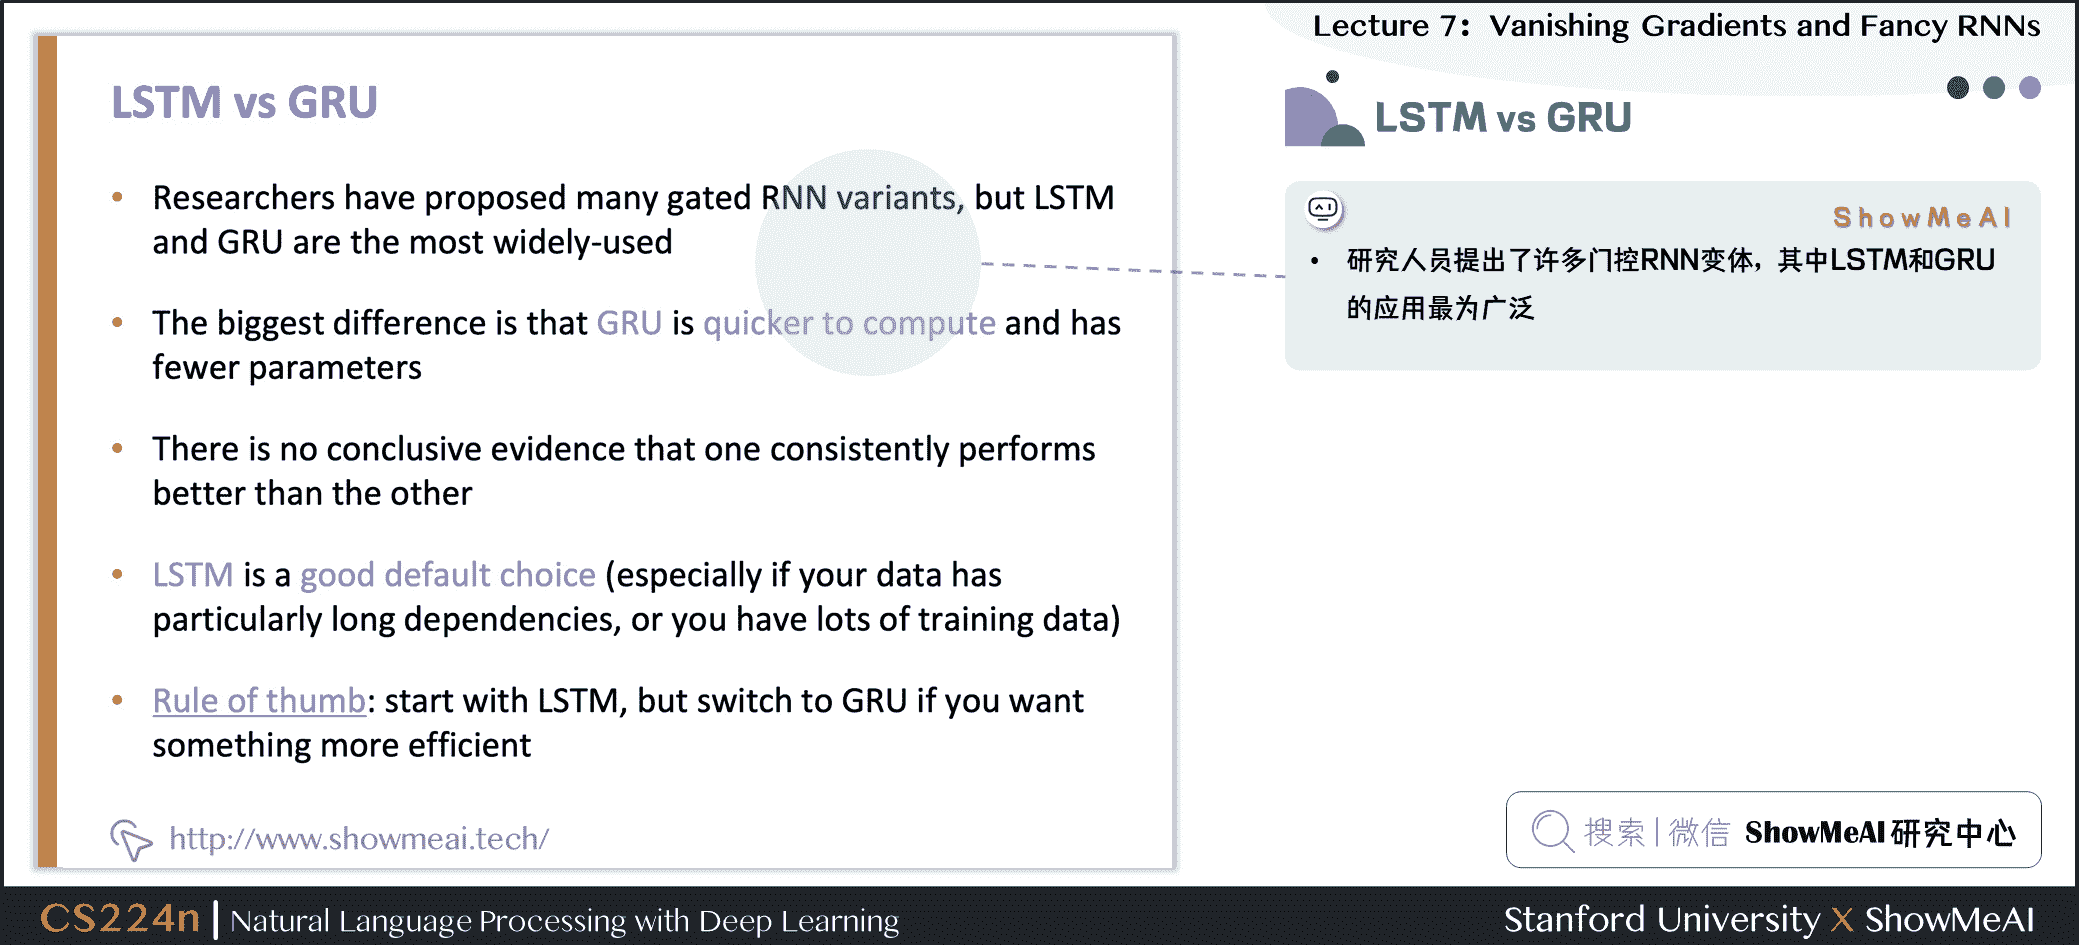 Lecture 7: Vanishing Gradients and Fancy RNNs
LSTM vs GRU
• Researchers have proposed many gated RNN variants, but LSTM
and GRU are the most widely-used
• The biggest difference is that GRU is quicker to compute and has
fewer parameters
• There is no conclusive evidence that one consistently performs
better than the other
• LSTM is a good default choice (especially if your data has
particularly long dependencies, or you have lots of training data)
• Rule of thumb: start with LSTM, but switch to GRU if you want
something more efficient
http://www.showmeai.tech/
LSTM vs GRU
ShowMeAI
• 研究人员提出了许多门控RNN变体，其中LSTM和GRU
的应用最为广泛
搜索|微信 ShowMeAI研究中心
CS224n | Natural Language Processing with Deep Learning
Stanford University X ShowMeAI